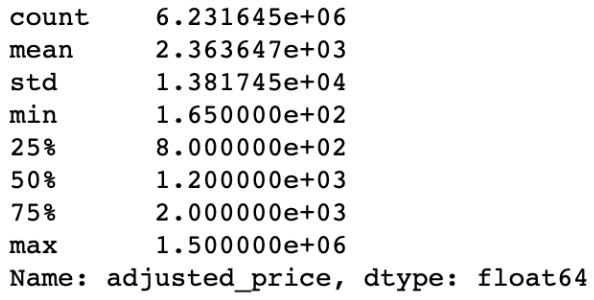 count    6.231645e+06
mean     2.363647e+03
std      1.381745e+04
min      1.650000e+02
25%      8.000000e+02
50%      1.200000e+03
75%      2.000000e+03
max      1.500000e+06
Name: adjusted_price, dtype: float64